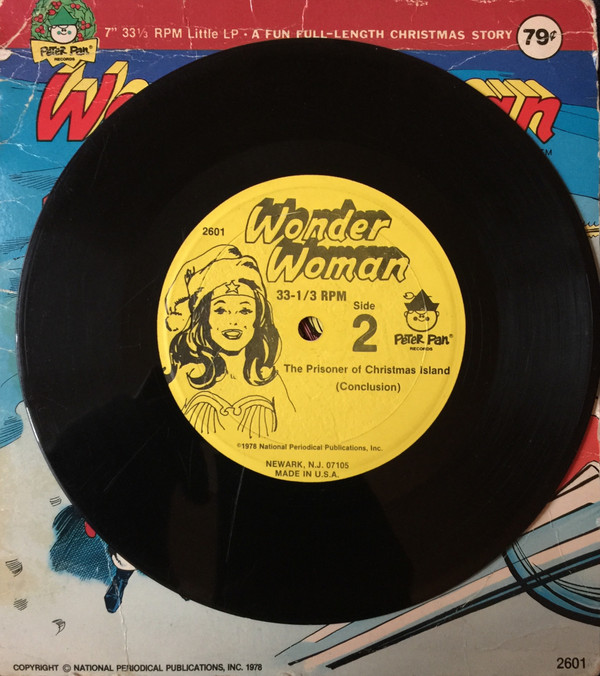 7" 33⅓ RPM Little LP • A FUN FULL-LENGTH CHRISTMAS STORY
79¢
PETER PAN®
RECORDS
2601
Wonder
Woman
33-1/3 RPM
Side
2
PETER PAN®
RECORDS
The Prisoner of Christmas Island
(Conclusion)
©1978 National Periodical Publications, Inc.
NEWARK, N.J. 07105
MADE IN U.S.A.
COPYRIGHT © NATIONAL PERIODICAL PUBLICATIONS, INC. 1978
2601